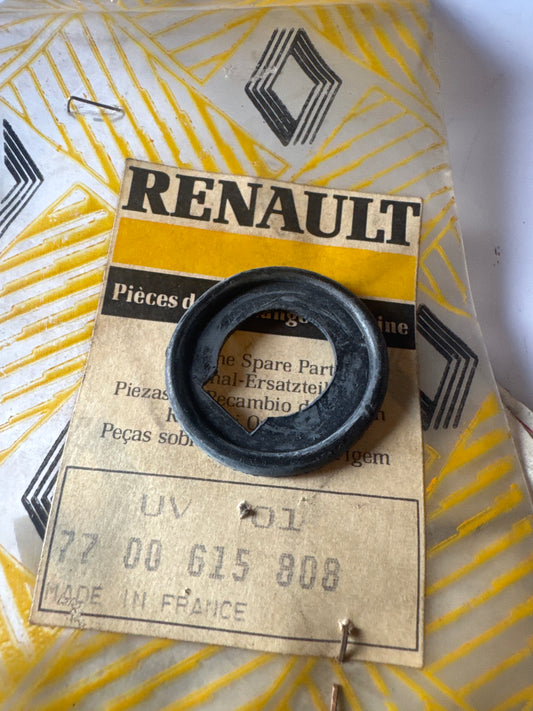 RENAULT
Pièces d
ine
Spare Part
nal-Ersatzteil
Piezas Recambio d
Peças sob igem
UV 01
77 00 615 808
MADE IN FRANCE